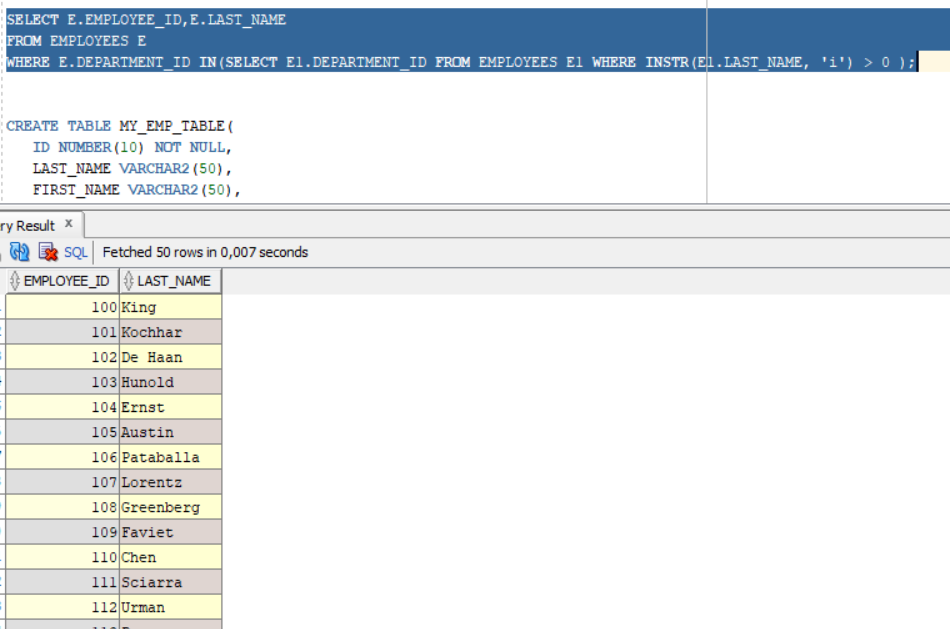 SELECT E.EMPLOYEE_ID,E.LAST_NAME
FROM EMPLOYEES E
WHERE E.DEPARTMENT_ID IN(SELECT E1.DEPARTMENT_ID FROM EMPLOYEES E1 WHERE INSTR(E1.LAST_NAME, 'i') > 0 );
CREATE TABLE MY_EMP_TABLE(
ID NUMBER(10) NOT NULL,
LAST_NAME VARCHAR2(50),
FIRST_NAME VARCHAR2(50),
ry Result x
SQL Fetched 50 rows in 0,007 seconds
EMPLOYEE_ID LAST_NAME
100 King
101 Kochhar
102 De Haan
103 Hunold
104 Ernst
105 Austin
106 Pataballa
107 Lorentz
108 Greenberg
109 Faviet
110 Chen
111 Sciarra
112 Urman